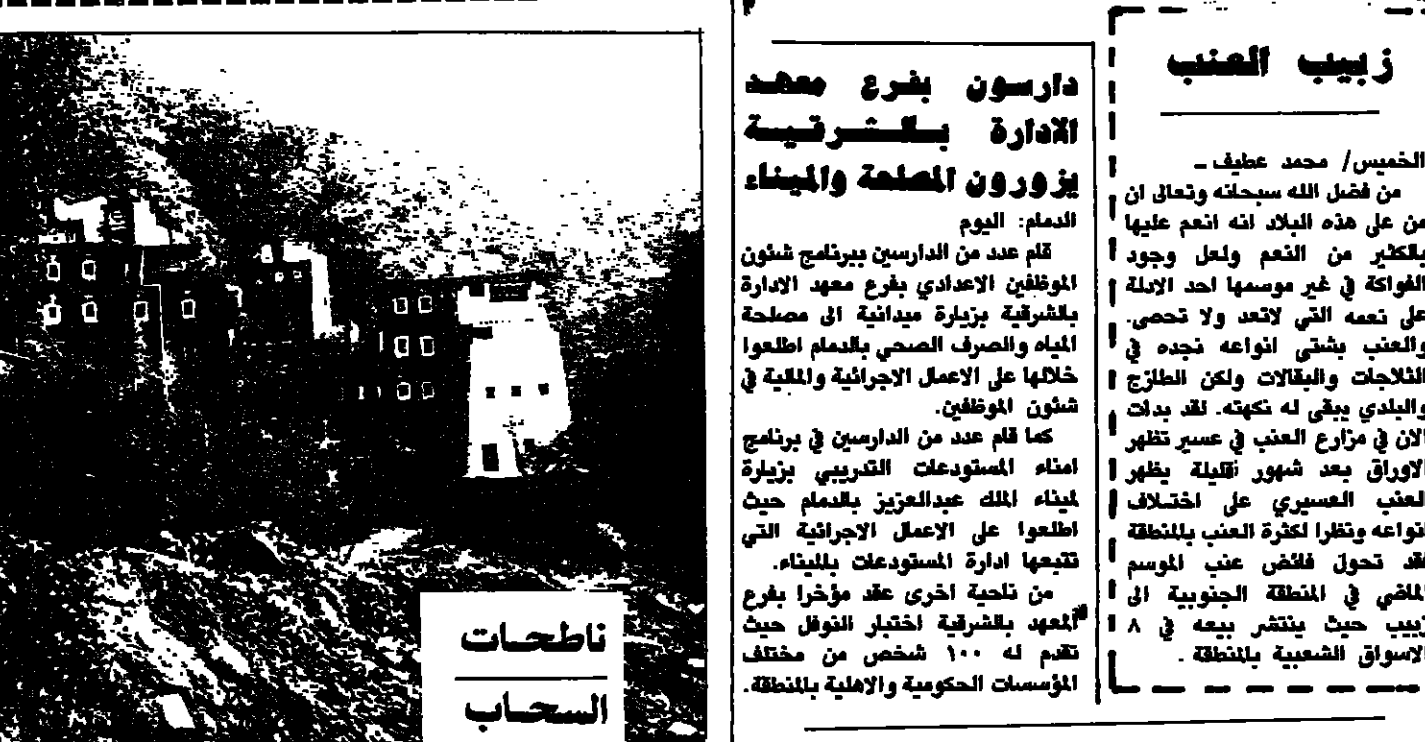 زبيب العنب
الخميس/ محمد عطيف ـ
من فضل الله سبحانه وتعالى ان
من على هذه البلاد انه انعم عليها
بالكثير من النعم ولعل وجود
الفواكة في غير موسمها احد الادلة
على نعمه التي لاتعد ولا تحصى.
والعنب بشتى انواعه نجده في
الثلاجات والبقالات ولكن الطازج
والبلدي يبقى له نكهته. لقد بدات
الان في مزارع العنب في عسير تظهر
الاوراق بعد شهور قليلة يظهر
العنب العسيري على اختلاف
انواعه ونظرا لكثرة العنب بالمنطقة
فقد تحول فائض عنب الموسم
الماضي في المنطقة الجنوبية الى
زبيب حيث ينتشر بيعه في ٨
الاسواق الشعبية بالمنطقة .
دارسون بفرع معهد
الادارة بالشرقية
يزورون المصلحة والميناء
الدمام: اليوم
قام عدد من الدارسين ببرنامج شئون
الموظفين الاعدادي بفرع معهد الادارة
بالشرقية بزيارة ميدانية الى مصلحة
المياه والصرف الصحي بالدمام اطلعوا
خلالها على الاعمال الاجرائية والمالية في
شئون الموظفين.
كما قام عدد من الدارسين في برنامج
امناء المستودعات التدريبي بزيارة
لميناء الملك عبدالعزيز بالدمام حيث
اطلعوا على الاعمال الاجرائية التي
تتبعها ادارة المستودعات بالميناء.
من ناحية اخرى عقد مؤخرا بفرع
المعهد بالشرقية اختبار التوفل حيث
تقدم له ١٠٠ شخص من مختلف
المؤسسات الحكومية والاهلية بالمنطقة.
ناطحات
السحاب